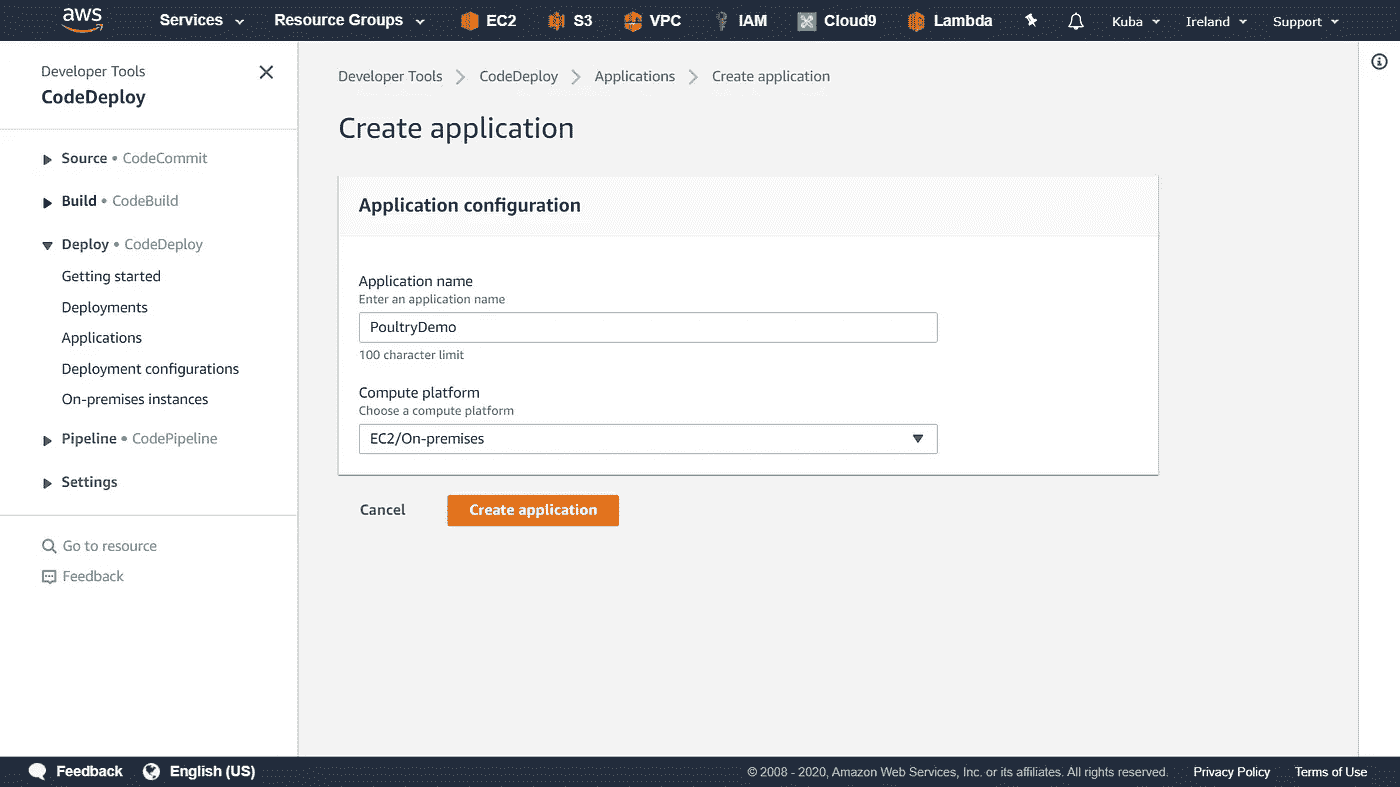 aws Services Resource Groups EC2 S3 VPC IAM Cloud9 Lambda Kuba Ireland Support
Developer Tools
CodeDeploy
Source • CodeCommit
Build • CodeBuild
Deploy • CodeDeploy
Getting started
Deployments
Applications
Deployment configurations
On-premises instances
Pipeline • CodePipeline
Settings
Go to resource
Feedback
Developer Tools CodeDeploy Applications Create application
Create application
Application configuration
Application name
Enter an application name
PoultryDemo
100 character limit
Compute platform
Choose a compute platform
EC2/On-premises
Cancel Create application
Feedback English (US) © 2008 - 2020, Amazon Web Services, Inc. or its affiliates. All rights reserved. Privacy Policy Terms of Use